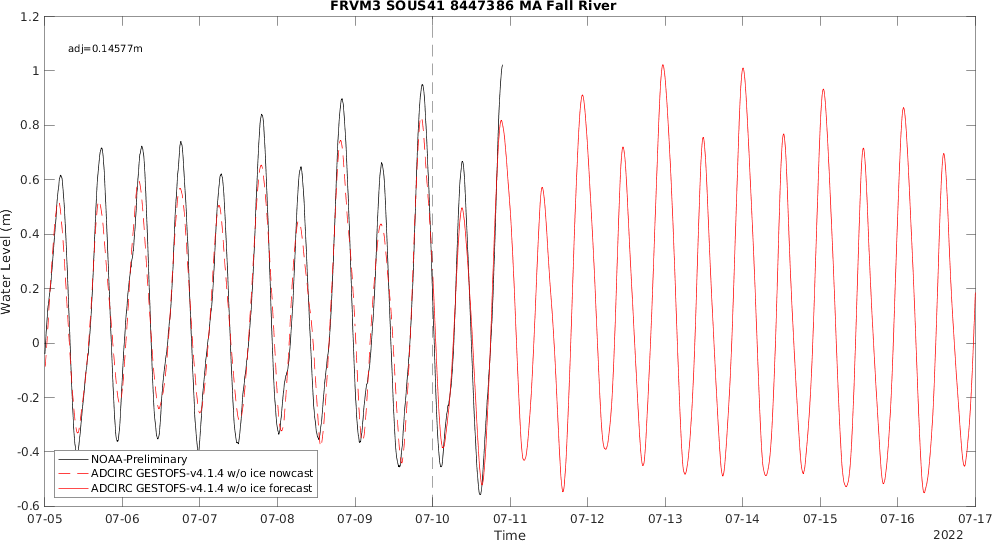 FRVM3 SOUS41 8447386 MA Fall River
1.2
adj=0.14577m
1
0.8
0.6
0.4
0.2
0
-0.2
-0.4
-0.6
Water Level (m)
NOAA-Preliminary
ADCIRC GESTOFS-v4.1.4 w/o ice nowcast
ADCIRC GESTOFS-v4.1.4 w/o ice forecast
07-05 07-06 07-07 07-08 07-09 07-10 07-11 07-12 07-13 07-14 07-15 07-16 07-17
Time
2022